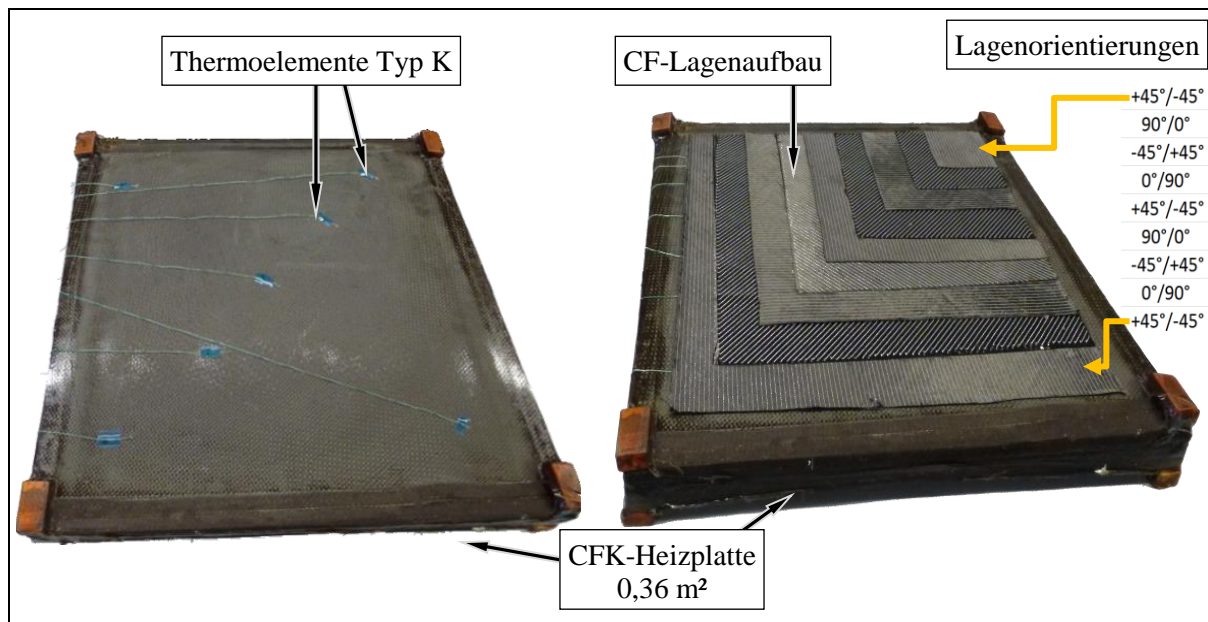 Thermoelemente Typ K
CF-Lagenaufbau
Lagenorientierungen
+45°/-45°
90°/0°
-45°/+45°
0°/90°
+45°/-45°
90°/0°
-45°/+45°
0°/90°
+45°/-45°
CFK-Heizplatte
0,36 m²